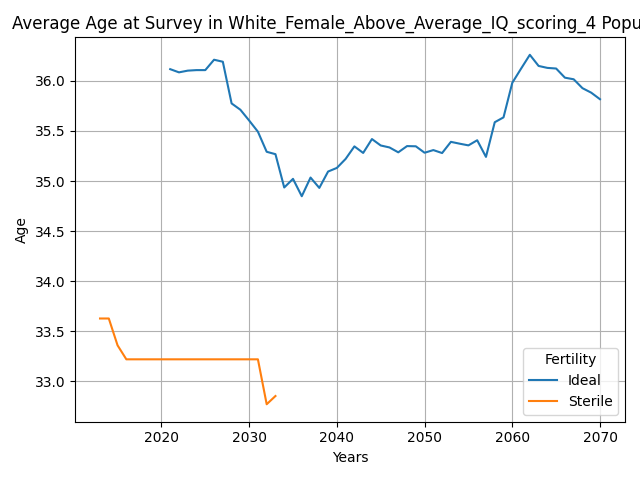 Average Age at Survey in White_Female_Above_Average_IQ_scoring_4 Popu
36.0
35.5
35.0
34.5
34.0
33.5
33.0
Age
2020 2030 2040 2050 2060 2070
Years
Fertility
Ideal
Sterile